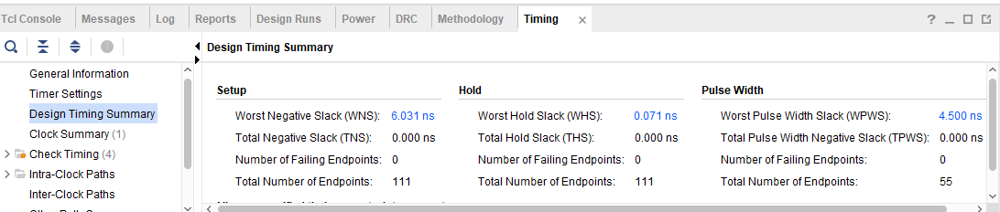 Tcl Console Messages Log Reports Design Runs Power DRC Methodology Timing × ?
Design Timing Summary
General Information
Timer Settings
Design Timing Summary
Clock Summary (1)
Check Timing (4)
Intra-Clock Paths
Inter-Clock Paths
Setup Hold Pulse Width
Worst Negative Slack (WNS): 6.031 ns Worst Hold Slack (WHS): 0.071 ns Worst Pulse Width Slack (WPWS): 4.500 ns
Total Negative Slack (TNS): 0.000 ns Total Hold Slack (THS): 0.000 ns Total Pulse Width Negative Slack (TPWS): 0.000 ns
Number of Failing Endpoints: 0 Number of Failing Endpoints: 0 Number of Failing Endpoints: 0
Total Number of Endpoints: 111 Total Number of Endpoints: 111 Total Number of Endpoints: 55